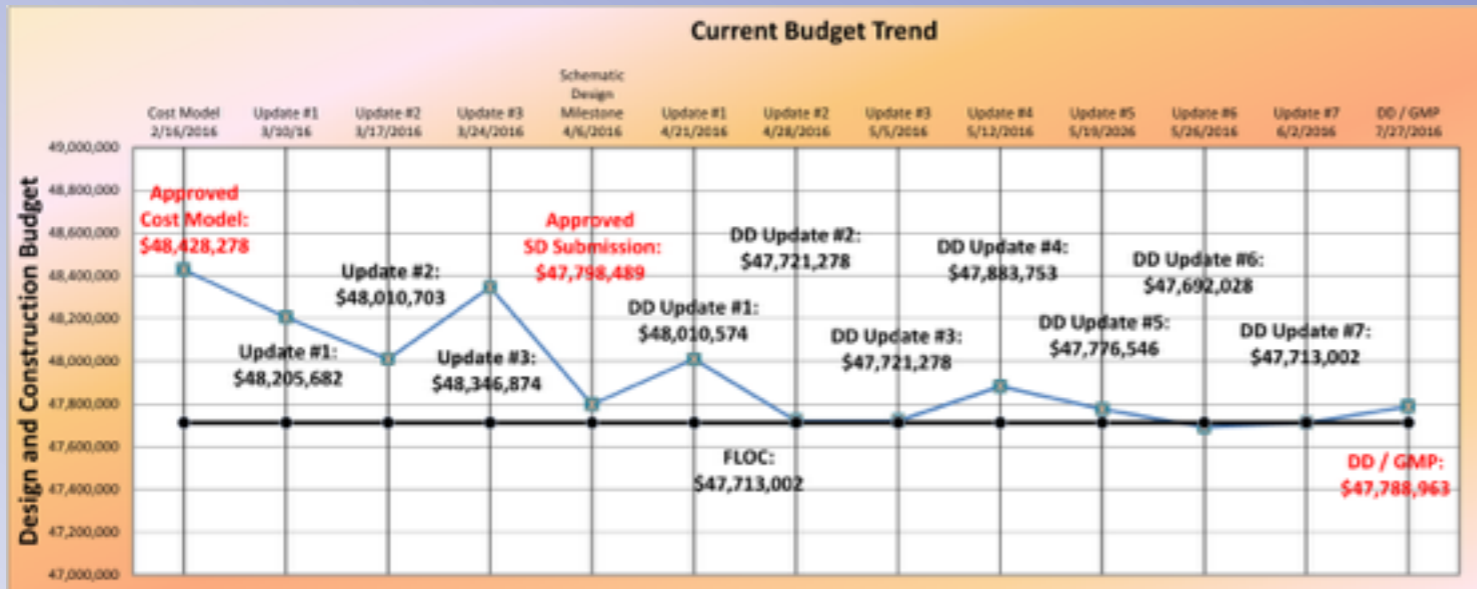 Current Budget Trend
Cost Model
2/16/2016
Update #1
3/10/16
Update #2
3/17/2016
Update #3
3/24/2016
Schematic
Design
Milestone
4/6/2016
Update #1
4/21/2016
Update #2
4/28/2016
Update #3
5/5/2016
Update #4
5/12/2016
Update #5
5/19/2026
Update #6
5/26/2016
Update #7
6/2/2016
DD / GMP
7/27/2016
Design and Construction Budget
49,000,000
48,800,000
48,600,000
48,400,000
48,200,000
48,000,000
47,800,000
47,600,000
47,400,000
47,200,000
47,000,000
Approved
Cost Model:
$48,428,278
Update #1:
$48,205,682
Update #2:
$48,010,703
Update #3:
$48,346,874
Approved
SD Submission:
$47,798,489
DD Update #1:
$48,010,574
DD Update #2:
$47,721,278
DD Update #3:
$47,721,278
DD Update #4:
$47,883,753
DD Update #5:
$47,776,546
DD Update #6:
$47,692,028
DD Update #7:
$47,713,002
FLOC:
$47,713,002
DD / GMP:
$47,788,963